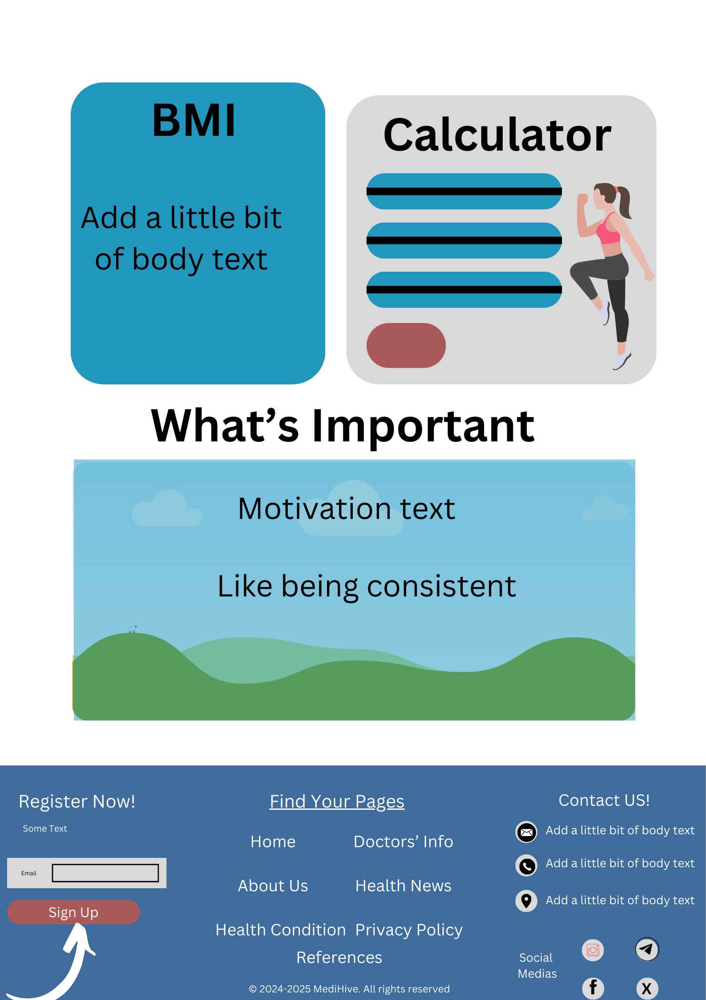 BMI
Add a little bit
of body text
Calculator
What’s Important
Motivation text
Like being consistent
Register Now!
Some Text
Email
Sign Up
Find Your Pages
Home
Doctors’ Info
About Us
Health News
Health Condition
Privacy Policy
References
© 2024-2025 MediHive. All rights reserved
Contact US!
Add a little bit of body text
Add a little bit of body text
Add a little bit of body text
Social
Medias
f
X